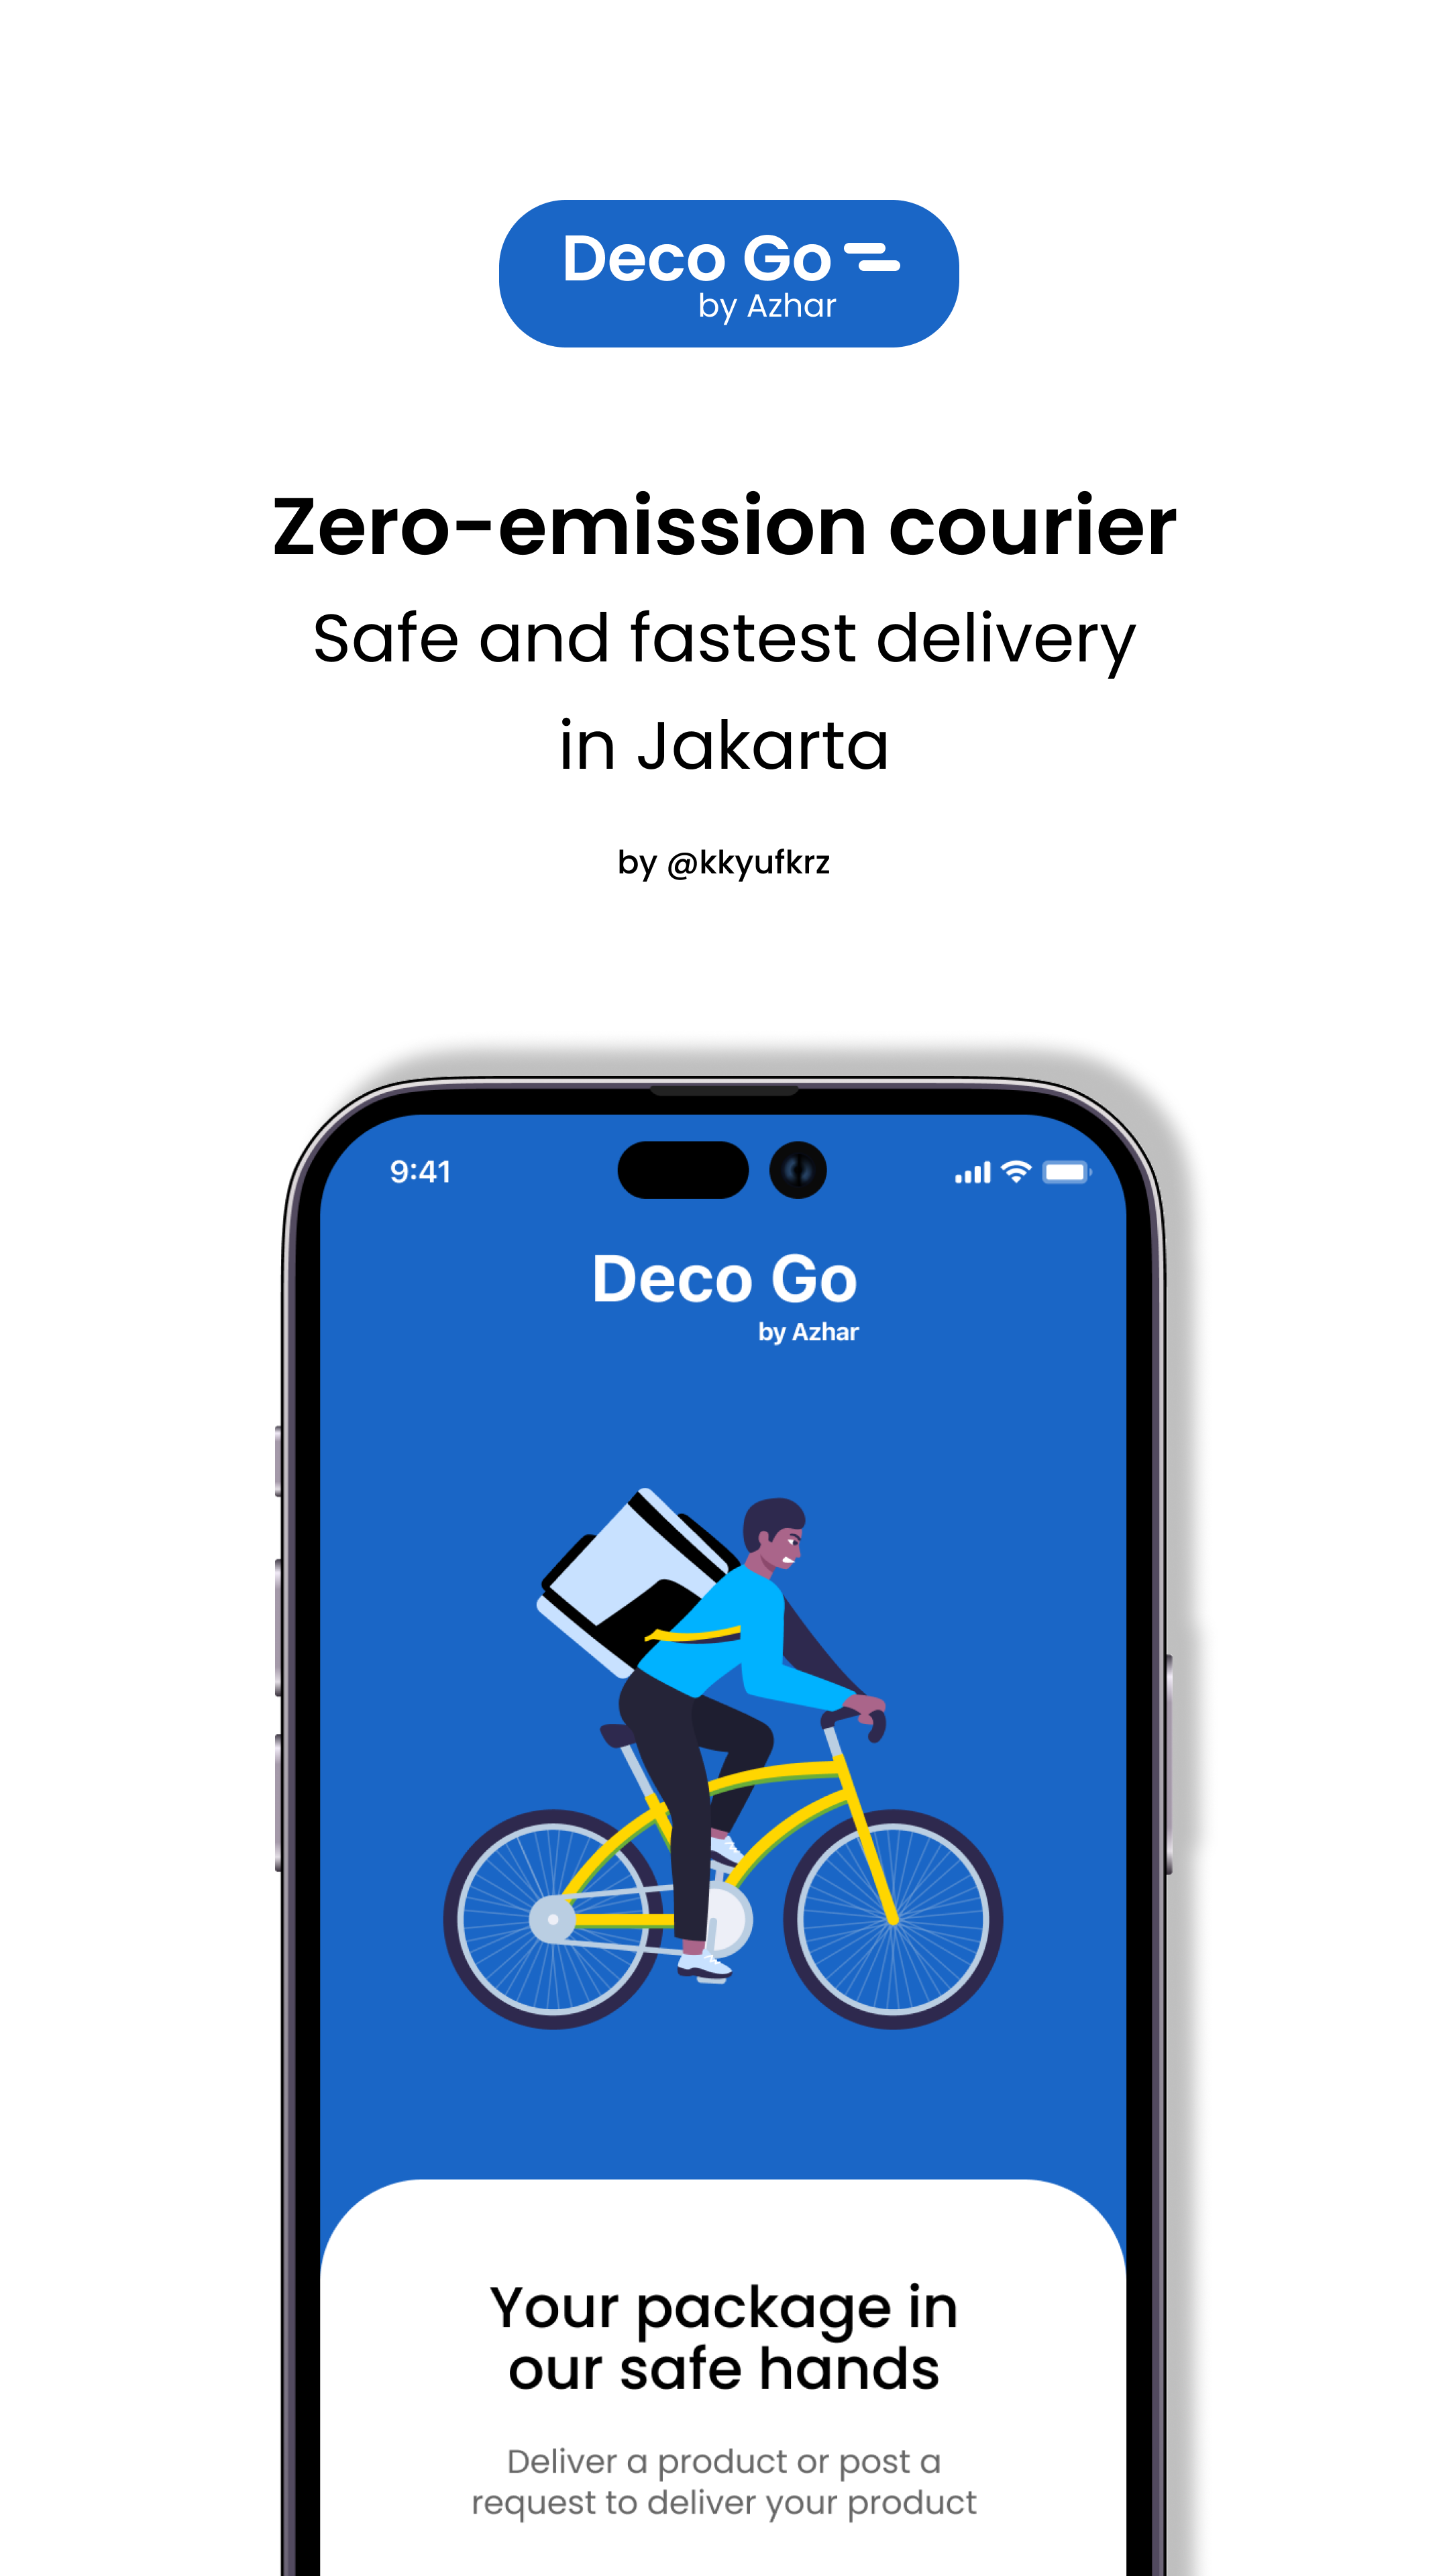 Deco Go
by Azhar
Zero-emission courier
Safe and fastest delivery
in Jakarta
by @kkyufkrz
9:41
Deco Go
by Azhar
Your package in
our safe hands
Deliver a product or post a
request to deliver your product